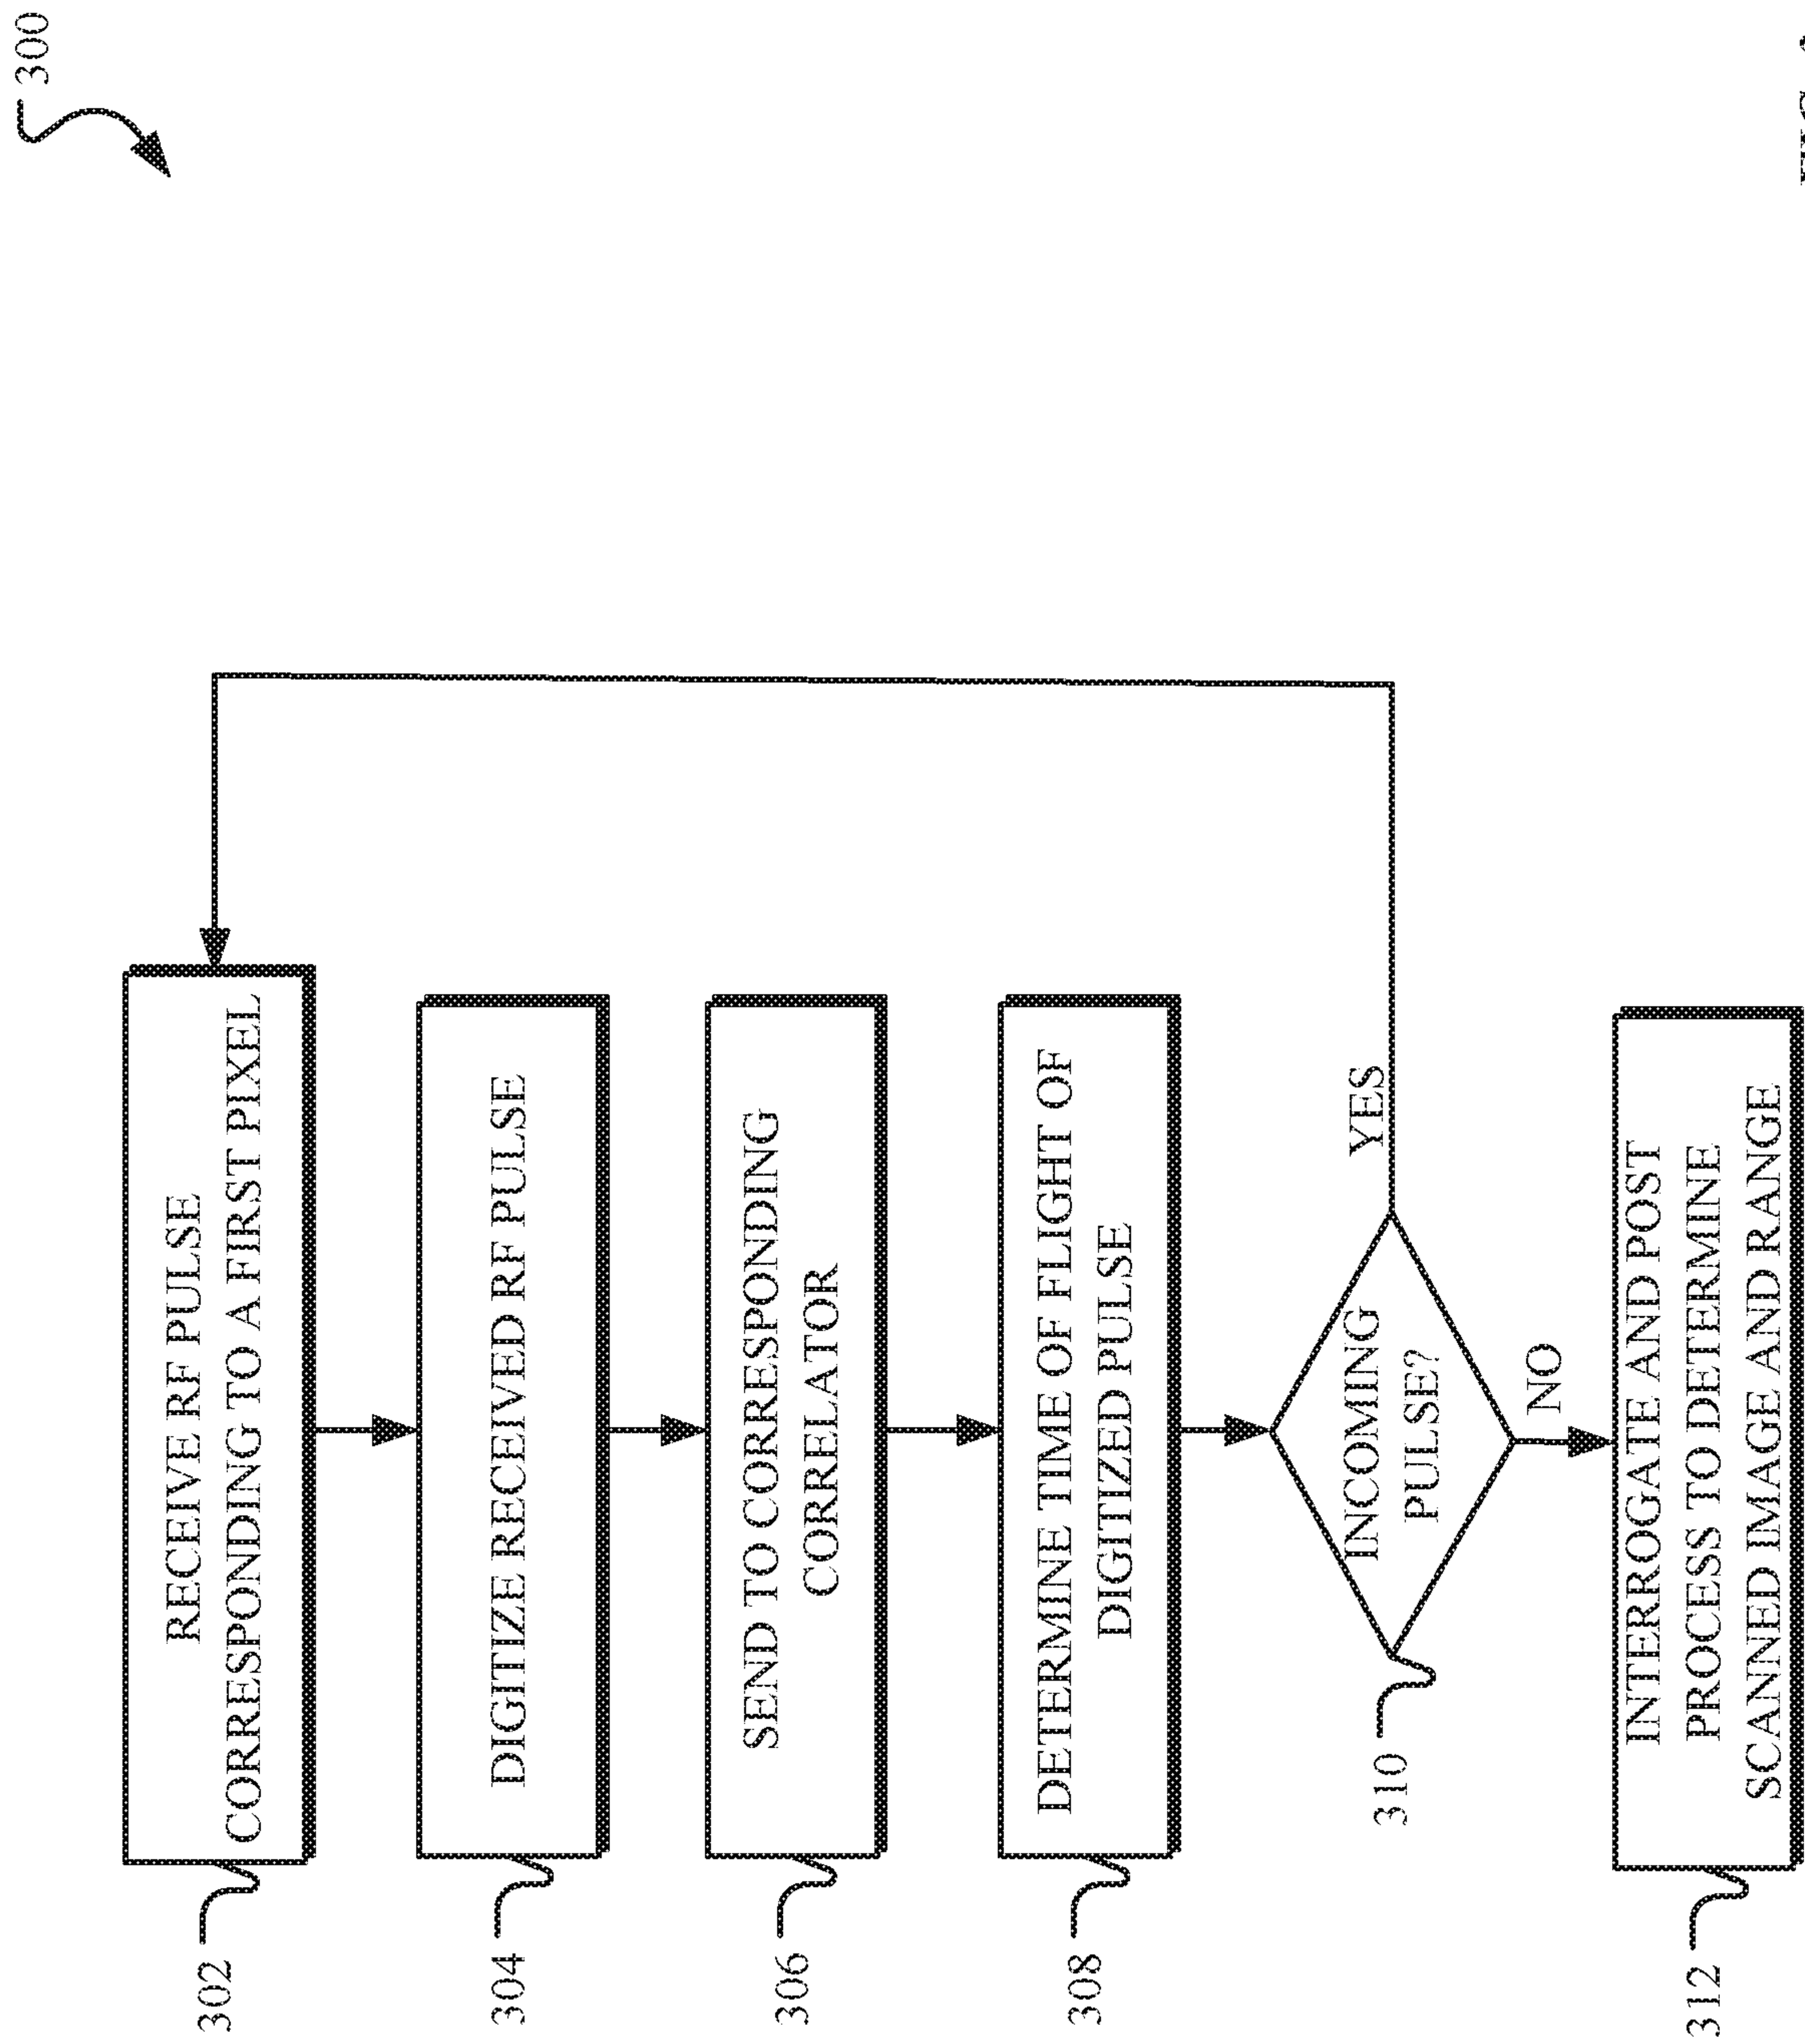 300
302
RECEIVE RF PULSE
CORRESPONDING TO A FIRST PIXEL
304
DIGITIZE RECEIVED RF PULSE
306
SEND TO CORRESPONDING
CORRELATOR
308
DETERMINE TIME OF FLIGHT OF
DIGITIZED PULSE
310
INCOMING
PULSE?
YES
NO
312
INTERROGATE AND POST
PROCESS TO DETERMINE
SCANNED IMAGE AND RANGE